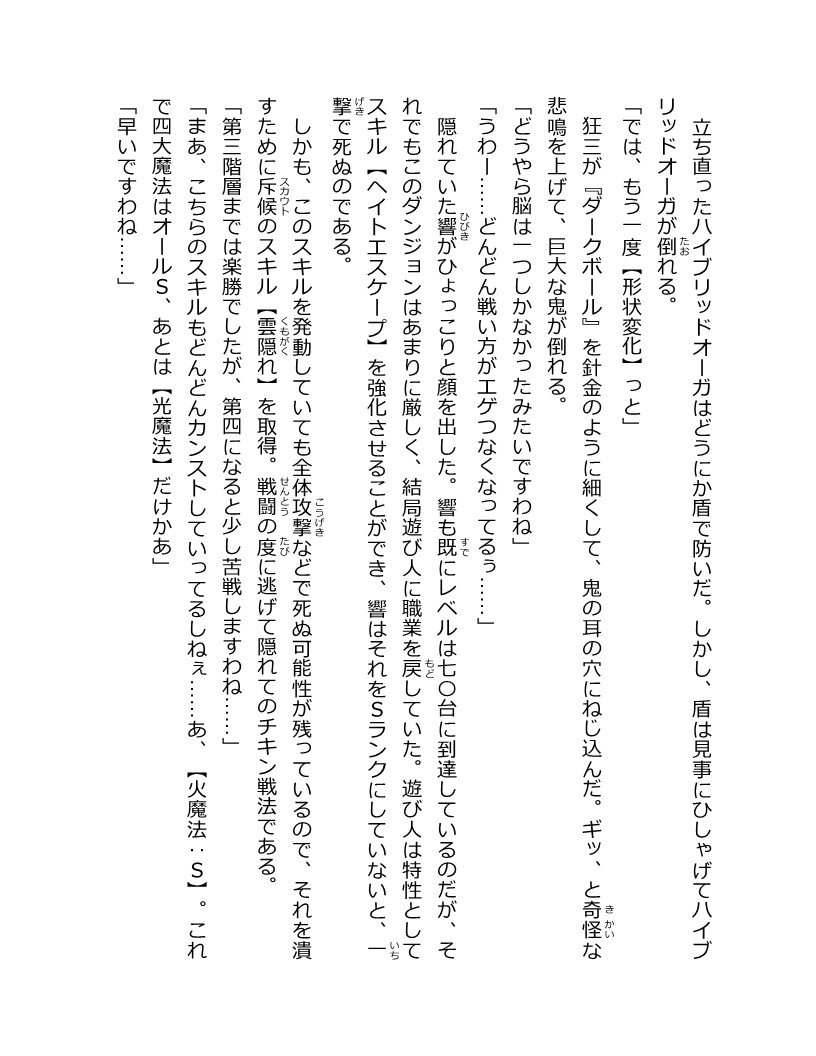 立ち直ったハイブリッドオーガはどうにか盾で防いだ。しかし、盾は見事にひしゃげてハイブ
リッドオーガが倒れる。
「では、もう一度【形状変化】っと」
狂三が『ダークボール』を針金のように細くして、鬼の耳の穴にねじ込んだ。ギッ、と奇怪な
悲鳴を上げて、巨大な鬼が倒れる。
「どうやら脳は一つしかなかったみたいですわね」
「うわー……どんどん戦い方がエゲつなくなってるぅ……」
隠れていた響がひょっこりと顔を出した。響も既にレベルは七〇台に到達しているのだが、そ
れでもこのダンジョンはあまりに厳しく、結局遊び人に職業を戻していた。遊び人は特性として
スキル【ヘイトエスケープ】を強化させることができ、響はそれをSランクにしていないと、一
撃で死ぬのである。
しかも、このスキルを発動していても全体攻撃などで死ぬ可能性が残っているので、それを潰
すために斥候のスキル【雲隠れ】を取得。戦闘の度に逃げて隠れてのチキン戦法である。
「第三階層までは楽勝でしたが、第四になると少し苦戦しますわね……」
「まあ、こちらのスキルもどんどんカンストしていってるしねぇ……あ、【火魔法：S】。これ
で四大魔法はオールS、あとは【光魔法】だけかあ」
「早いですわね……」